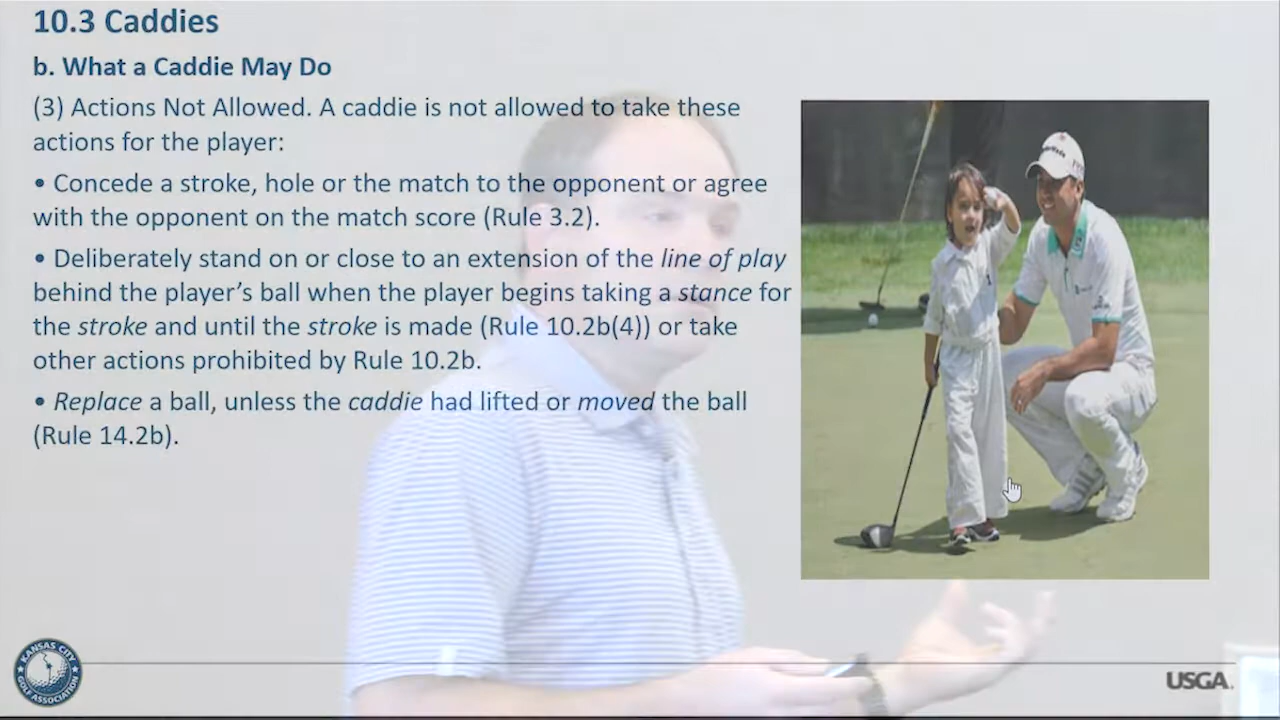 10.3 Caddies
b. What a Caddie May Do
(3) Actions Not Allowed. A caddie is not allowed to take these
actions for the player:
• Concede a stroke, hole or the match to the opponent or agree
with the opponent on the match score (Rule 3.2).
• Deliberately stand on or close to an extension of the line of play
behind the player’s ball when the player begins taking a stance for
the stroke and until the stroke is made (Rule 10.2b(4)) or take
other actions prohibited by Rule 10.2b.
• Replace a ball, unless the caddie had lifted or moved the ball
(Rule 14.2b).
KANSAS CITY
GOLF ASSOCIATION
USGA.